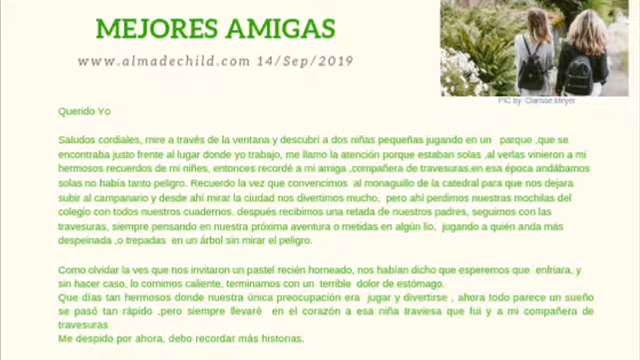 MEJORES AMIGAS
www.almadechild.com 14/Sep/2019
PIC by: Clarisse Meyer
Querido Yo
Saludos cordiales, mire a través de la ventana y descubrí a dos niñas pequeñas jugando en un parque ,que se
encontraba justo frente al lugar donde yo trabajo, me llamo la atención porque estaban solas ,al verlas vinieron a mi
hermosos recuerdos de mi niñes, entonces recordé a mi amiga ,compañera de travesuras,en esa época andábamos
solas no había tanto peligro. Recuerdo la vez que convencimos al monaguillo de la catedral para que nos dejara
subir al campanario y desde ahí mirar la ciudad nos divertimos mucho, pero ahí perdimos nuestras mochilas del
colegio con todos nuestros cuadernos. después recibimos una retada de nuestros padres, seguimos con las
travesuras, siempre pensando en nuestra próxima aventura o metidas en algún lio, jugando a quién anda más
despeinada ,o trepadas en un árbol sin mirar el peligro.
Como olvidar la ves que nos invitaron un pastel recién horneado, nos habían dicho que esperemos que enfriara, y
sin hacer caso, lo comimos caliente, terminamos con un terrible dolor de estómago.
Que días tan hermosos donde nuestra única preocupación era jugar y divertirse , ahora todo parece un sueño
se pasó tan rápido ,pero siempre llevaré en el corazón a esa niña traviesa que fui y a mi compañera de
travesuras
Me despido por ahora, debo recordar más historias,